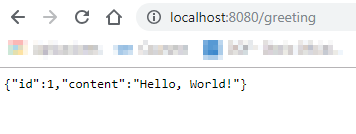 localhost:8080/greeting
{"id":1,"content":"Hello, World!"}